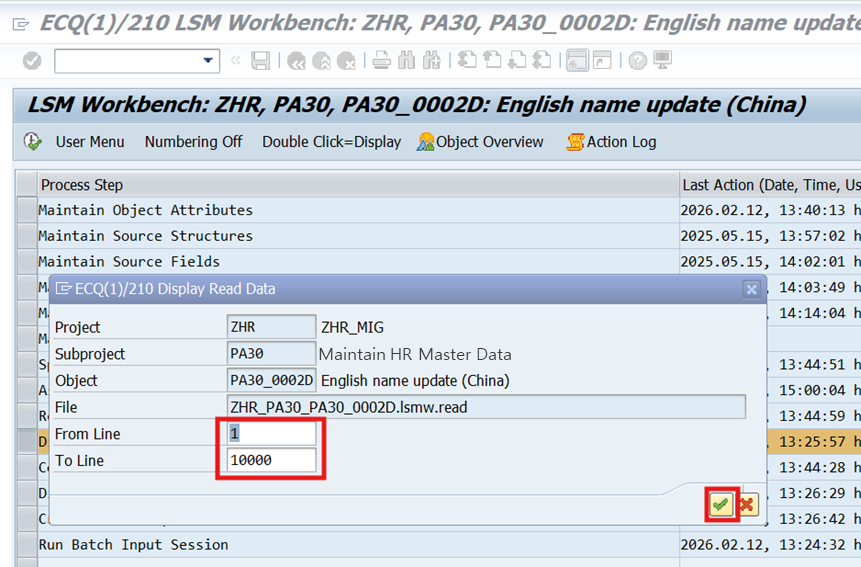 ECQ(1)/210 LSM Workbench: ZHR, PA30, PA30_0002D: English name update
LSM Workbench: ZHR, PA30, PA30_0002D: English name update (China)
User Menu Numbering Off Double Click=Display Object Overview Action Log
Process Step Last Action (Date, Time, Us
Maintain Object Attributes 2026.02.12, 13:40:13 h
Maintain Source Structures 2025.05.15, 13:57:02 h
Maintain Source Fields 2025.05.15, 14:02:01 h
14:03:49 h
14:14:04 h
13:44:51 h
15:00:04 h
13:44:59 h
13:25:57 h
13:44:28 h
13:26:29 h
13:26:42 h
ECQ(1)/210 Display Read Data
Project ZHR ZHR_MIG
Subproject PA30 Maintain HR Master Data
Object PA30_0002D English name update (China)
File ZHR_PA30_PA30_0002D.lsmw.read
From Line 1
To Line 10000
Run Batch Input Session 2026.02.12, 13:24:32 h